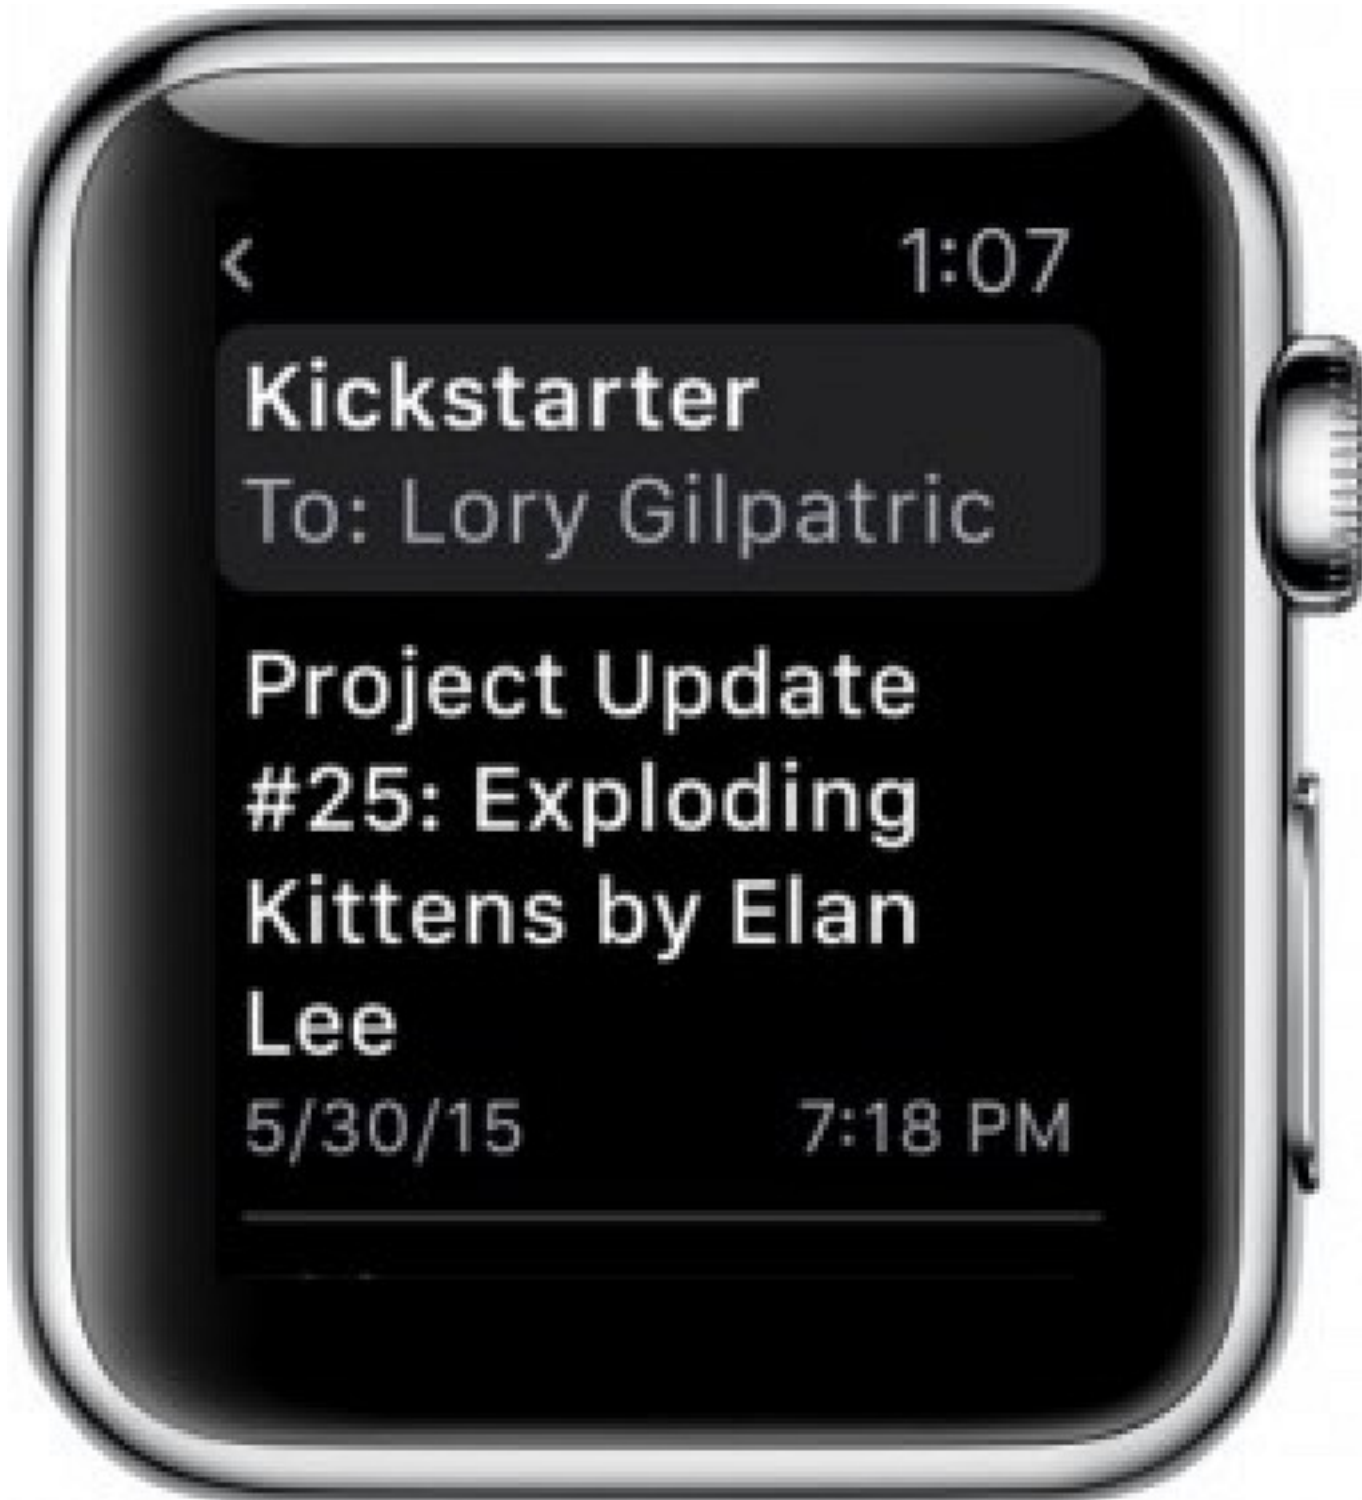 1:07
Kickstarter
To: Lory Gilpatric
Project Update
#25: Exploding
Kittens by Elan
Lee
5/30/15 7:18 PM